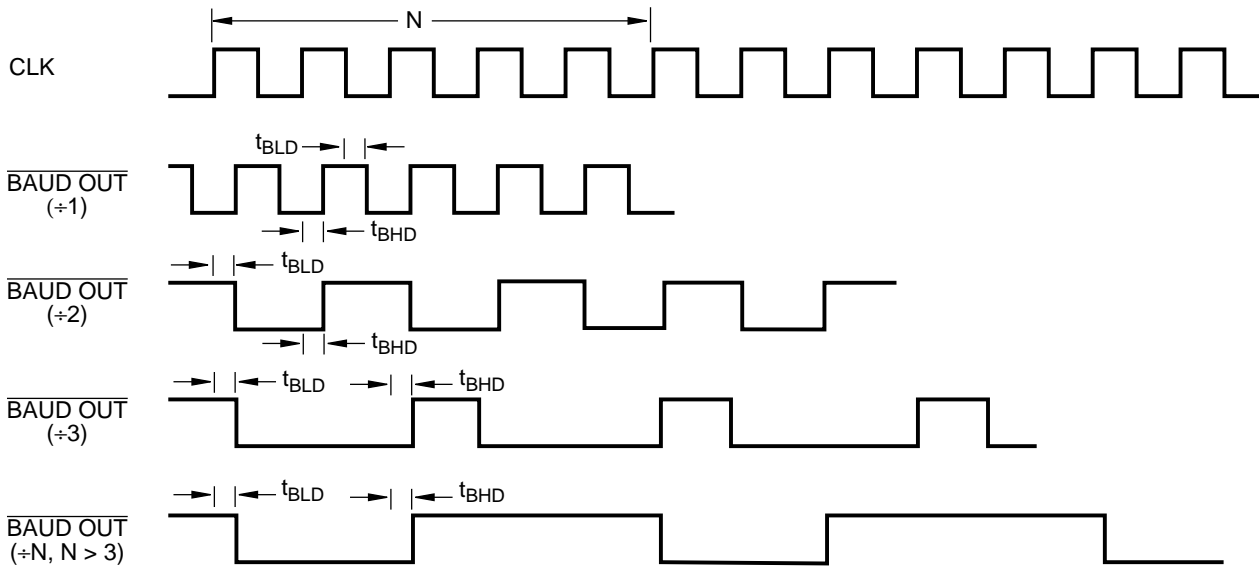 N
CLK
tBLD
BAUD OUT
(÷1)
tBHD
tBLD
BAUD OUT
(÷2)
tBHD
tBLD
tBHD
BAUD OUT
(÷3)
tBLD
tBHD
BAUD OUT
(÷N, N > 3)